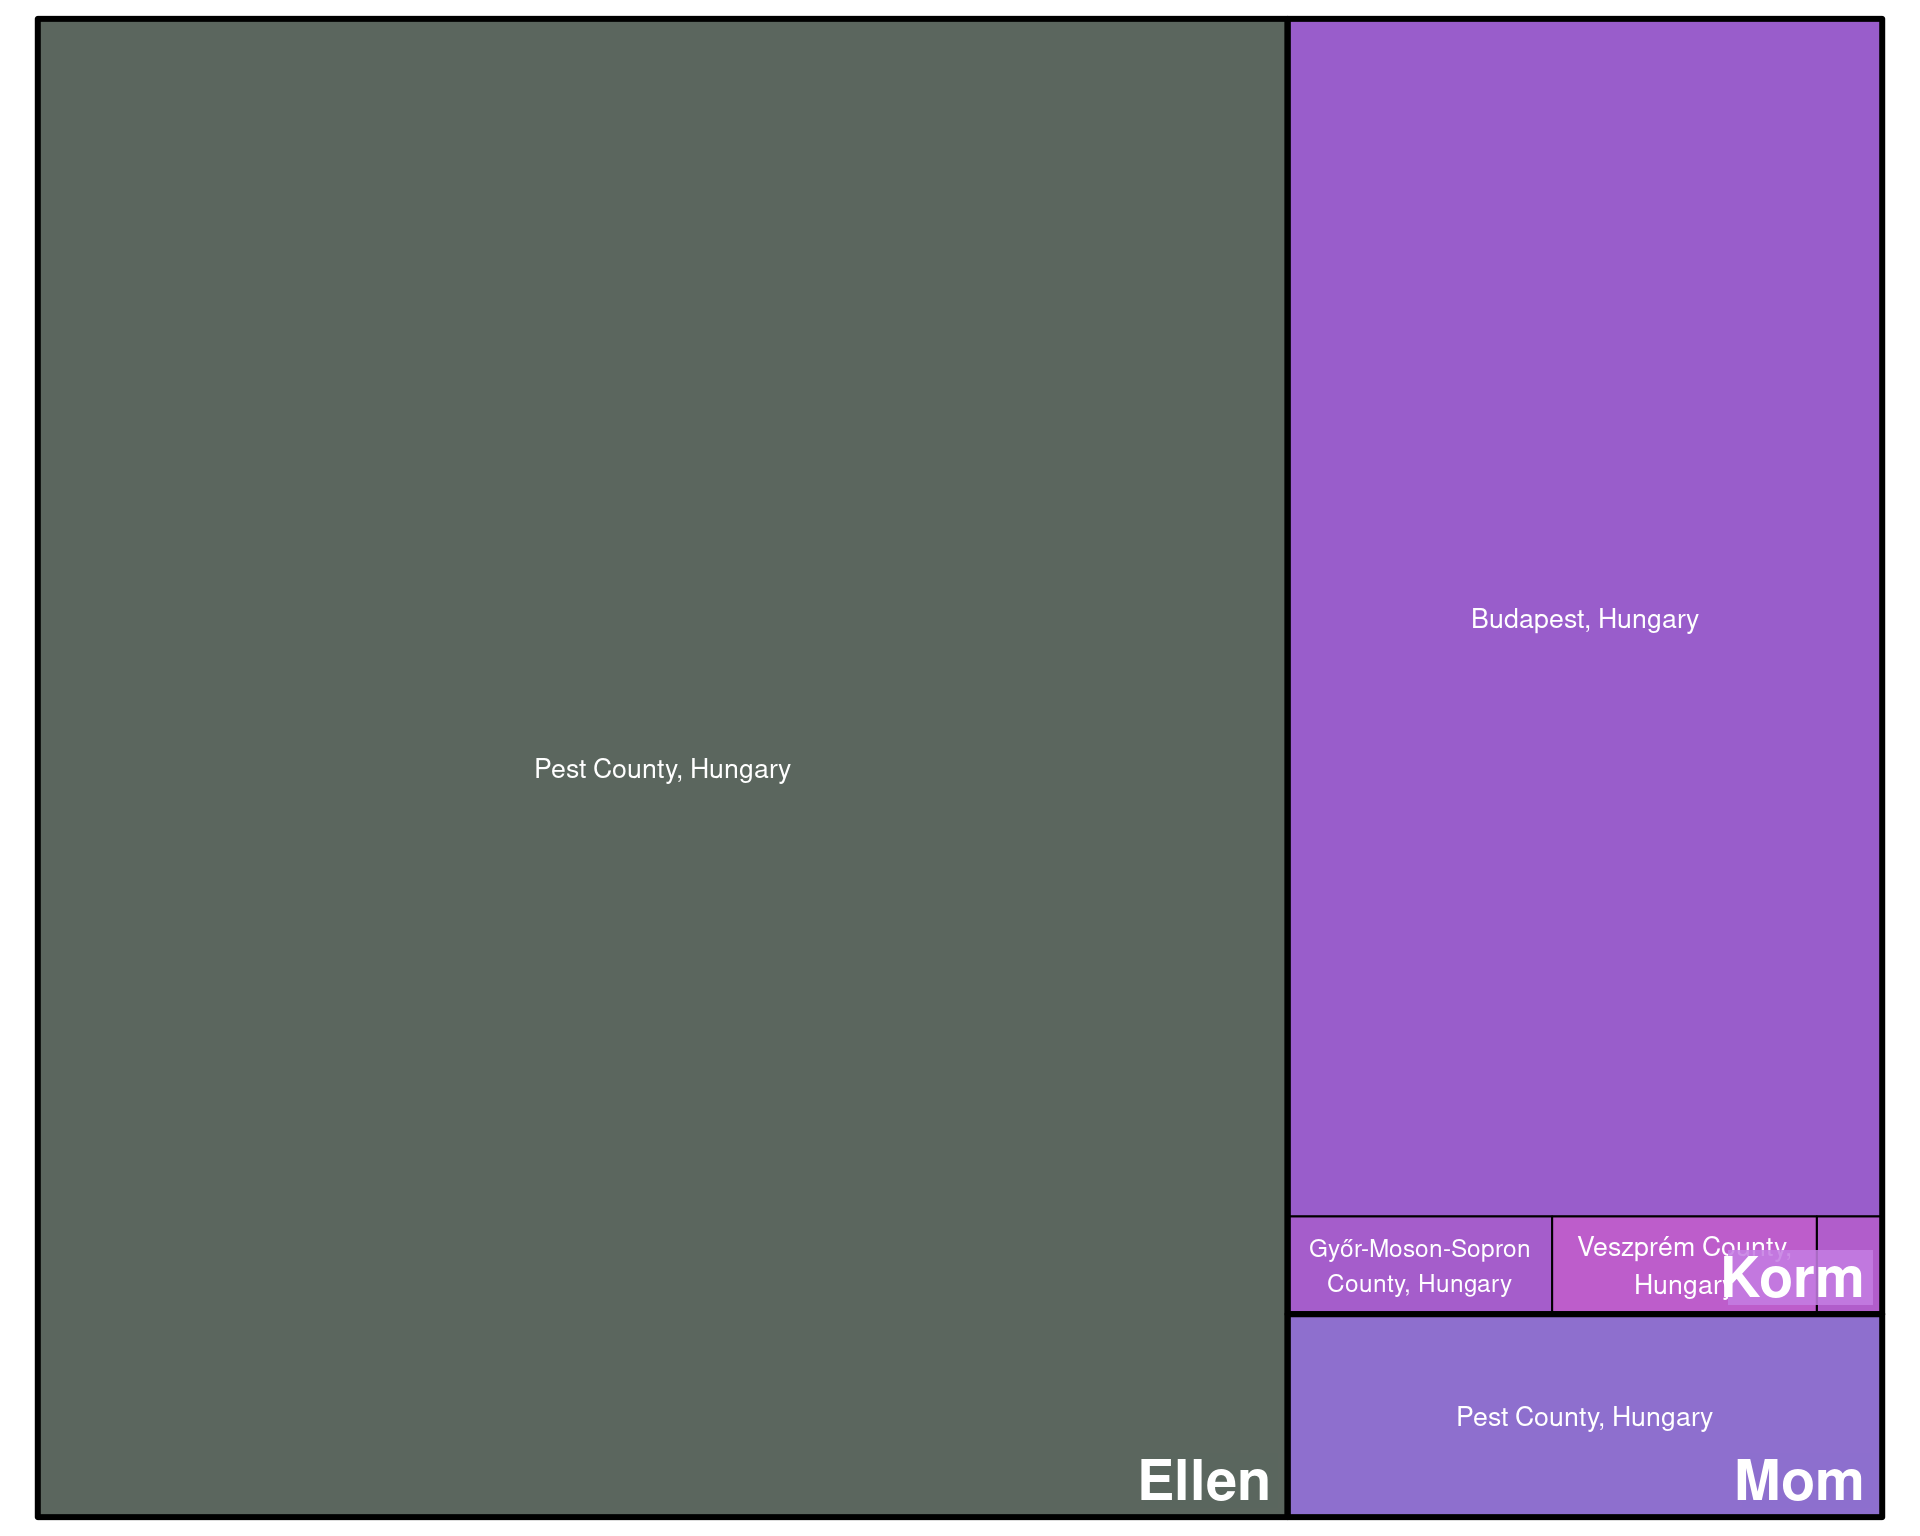 Pest County, Hungary
Ellen
Budapest, Hungary
Győr-Moson-Sopron
County, Hungary
Veszprém County,
Hungary
Korm
Pest County, Hungary
Mom